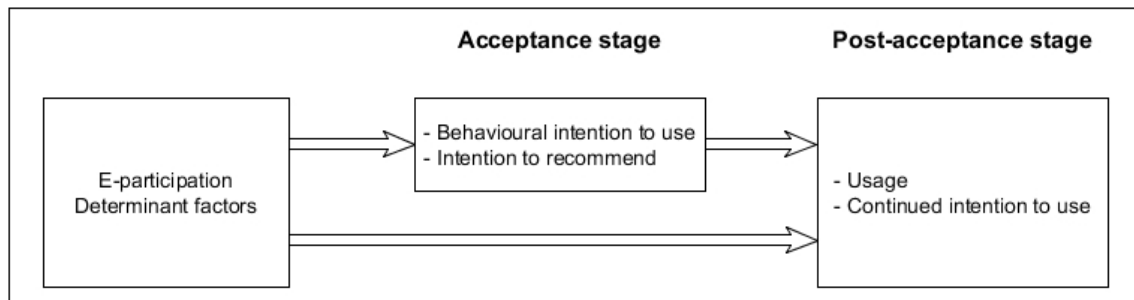 Acceptance stage
Post-acceptance stage
E-participation
Determinant factors
- Behavioural intention to use
- Intention to recommend
- Usage
- Continued intention to use